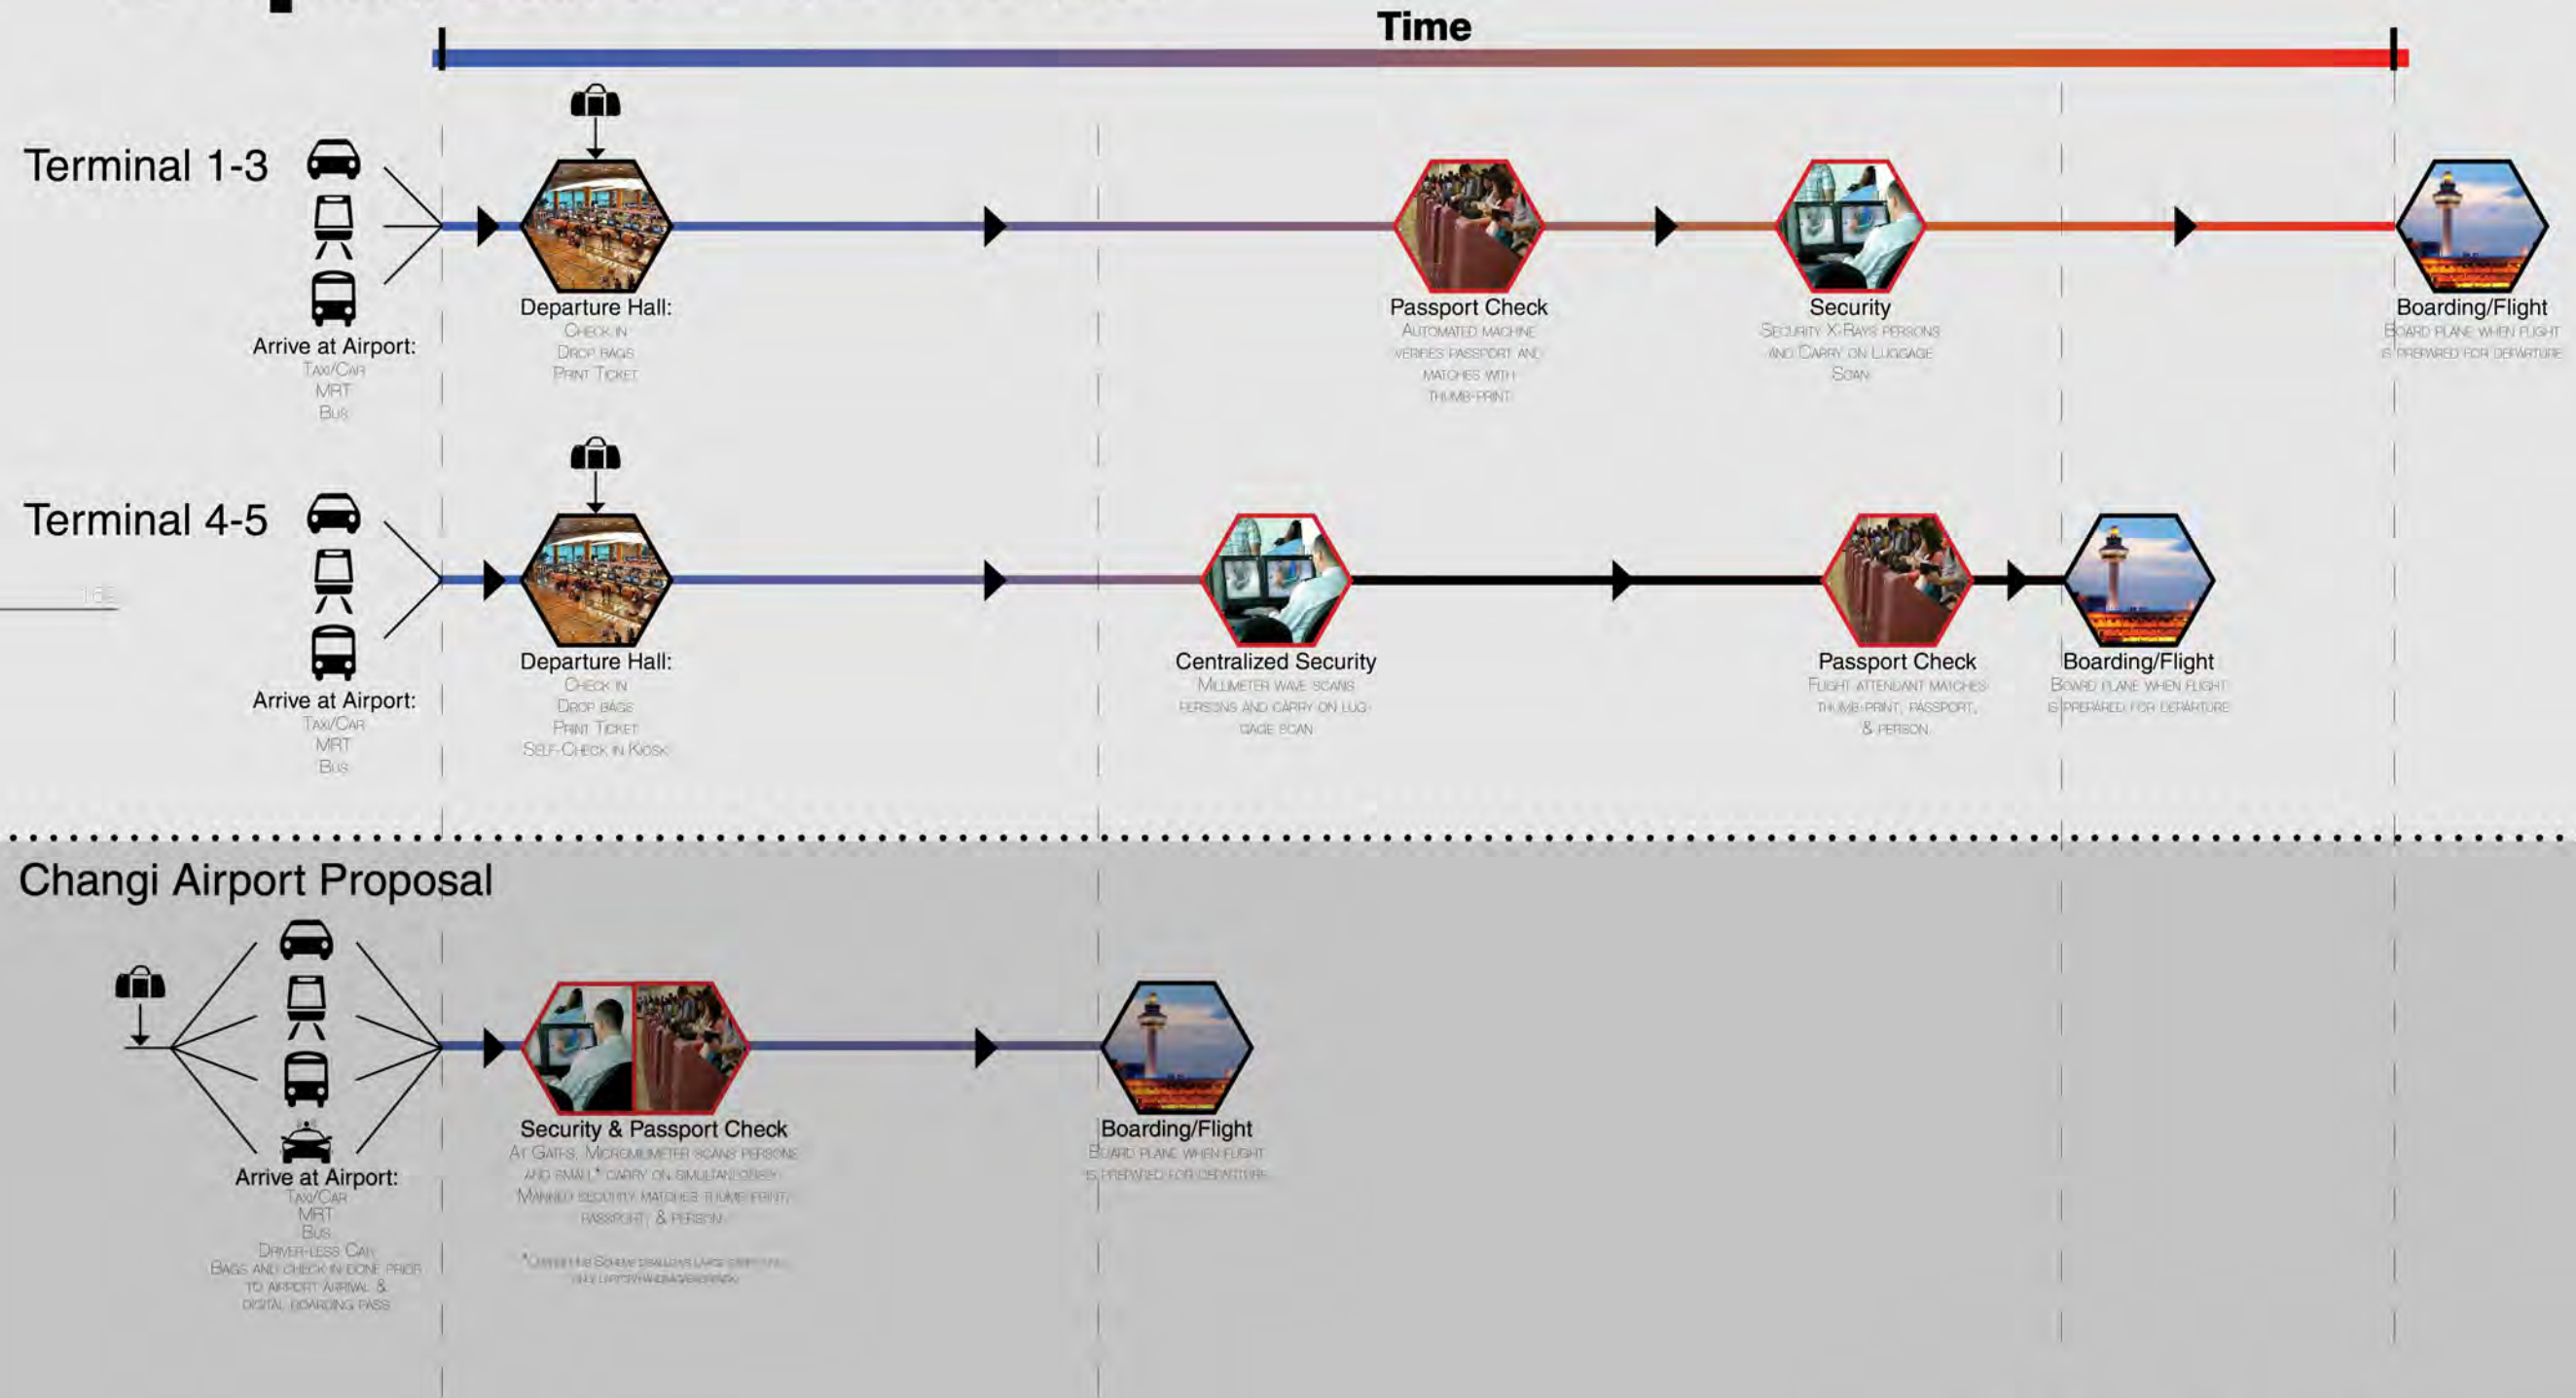 Time
Terminal 1-3
Arrive at Airport:
Taxi/Car
MRT
Bus
Departure Hall:
Check in
Drop bags
Print Ticket
Passport Check
Automated machine
verifies passport and
matches with
thumb-print
Security
Security X-Rays persons
and Carry on Luggage
Scan
Boarding/Flight
Board plane when flight
is prepared for departure
Terminal 4-5
Arrive at Airport:
Taxi/Car
MRT
Bus
Departure Hall:
Check in
Drop bags
Print Ticket
Self-Check in Kiosk
Centralized Security
Millimeter wave scans
persons and carry on lug-
gage scan
Passport Check
Flight attendant matches
thumb-print, passport,
& person
Boarding/Flight
Board plane when flight
is prepared for departure
Changi Airport Proposal
Arrive at Airport:
Taxi/Car
MRT
Bus
Driver-less Car
Bags and check in done prior
to airport arrival &
digital boarding pass
Security & Passport Check
At Gates, Micromilimeter scans persons
and small* carry on simultaneously
Manned security matches thumb print,
passport, & person
Boarding/Flight
Board plane when flight
is prepared for departure